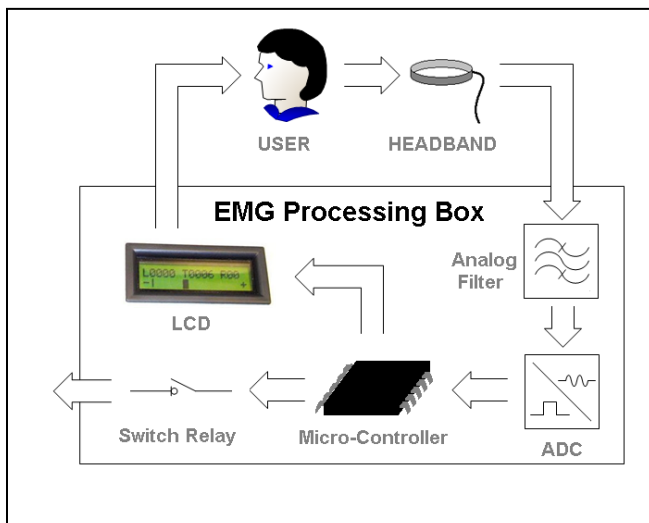 USER
HEADBAND
EMG Processing Box
Analog
Filter
L0000 T0006 R00
-
+
LCD
Switch Relay
Micro-Controller
ADC